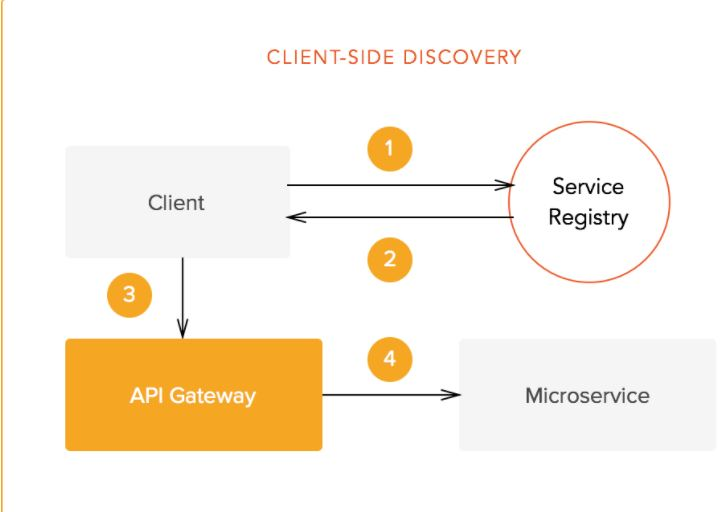 CLIENT-SIDE DISCOVERY
1
Client
Service
Registry
2
3
4
API Gateway
Microservice